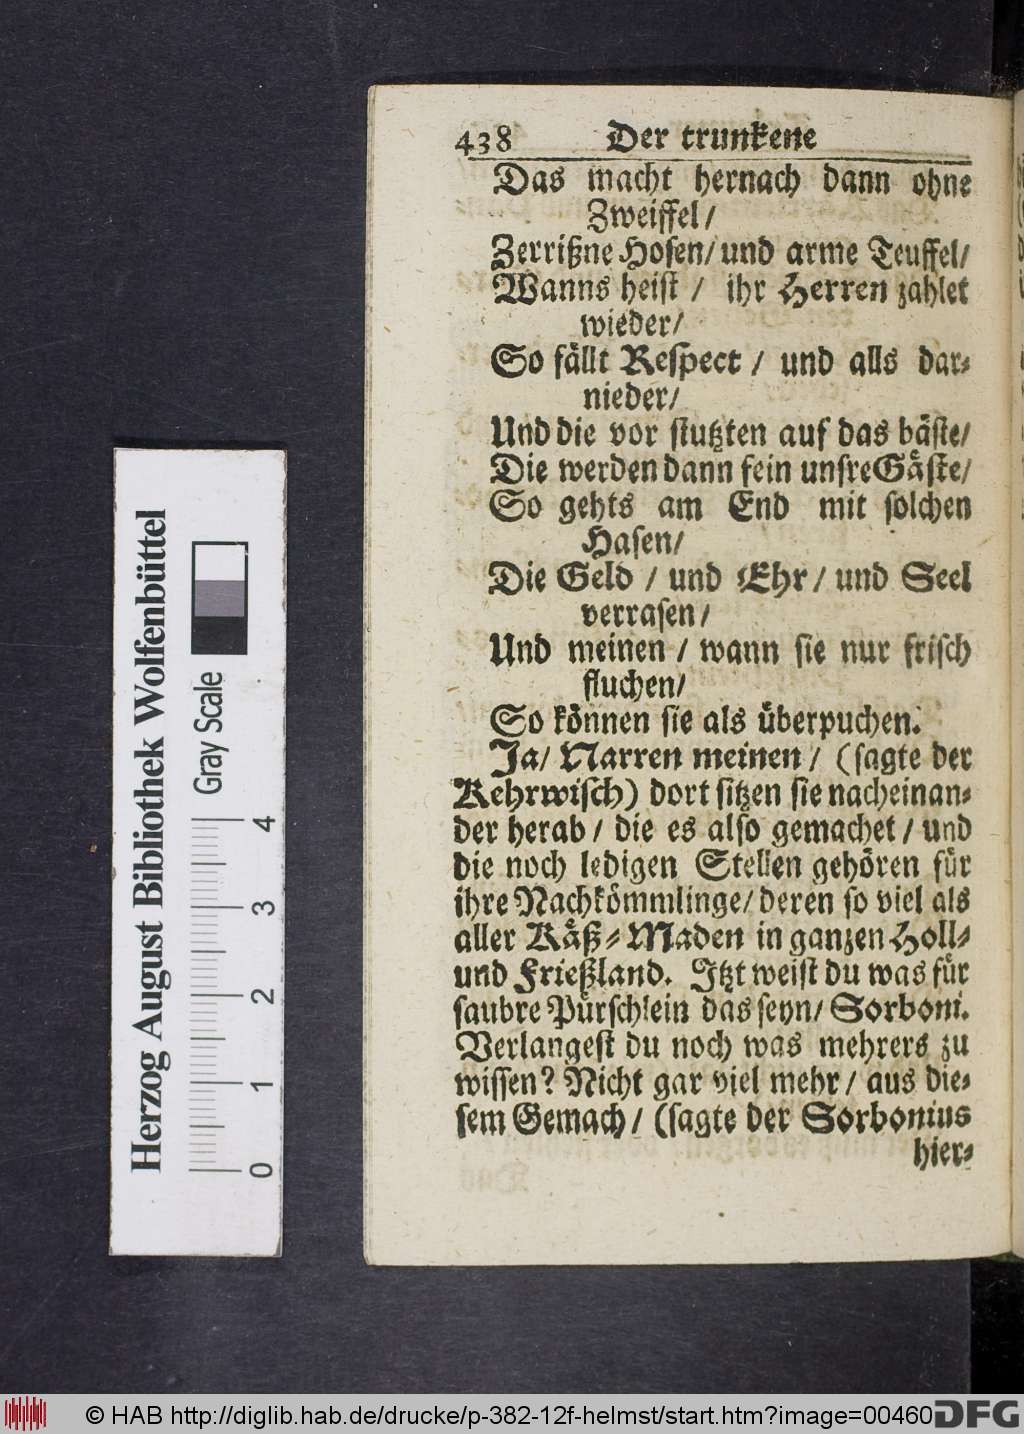 438 Der trunkene
Das macht hernach dann ohne
Zweiffel/
Zerrißne Hosen/ und arme Teuffel/
Wanns heist / ihr Herren zahlet
wieder/
So fällt Respect / und alls dar⸗
nieder/
Und die vor stutzten auf das bäste/
Die werden dann fein unsre Gäste/
So gehts am End mit solchen
Hasen/
Die Geld / und Ehr / und Seel
verrasen/
Und meinen / wann sie nur frisch
fluchen/
So können sie als überpuchen.
Ja/ Narren meinen / (sagte der
Kehrwisch) dort sitzen sie nacheinan⸗
der herab / die es also gemachet / und
die noch ledigen Stellen gehören für
ihre Nachkömmlinge/ deren so viel als
aller Käß⸗Maden in ganzen Holl⸗
und Frießland. Itzt weist du was für
saubre Pürschlein das seyn/ Sorboni.
Verlangest du noch was mehrers zu
wissen? Nicht gar viel mehr / aus die⸗
sem Gemach/ (sagte der Sorbonius
hier⸗
Herzog August Bibliothek Wolfenbüttel
Gray Scale
0 1 2 3 4
© HAB http://diglib.hab.de/drucke/p-382-12f-helmst/start.htm?image=00460
DFG